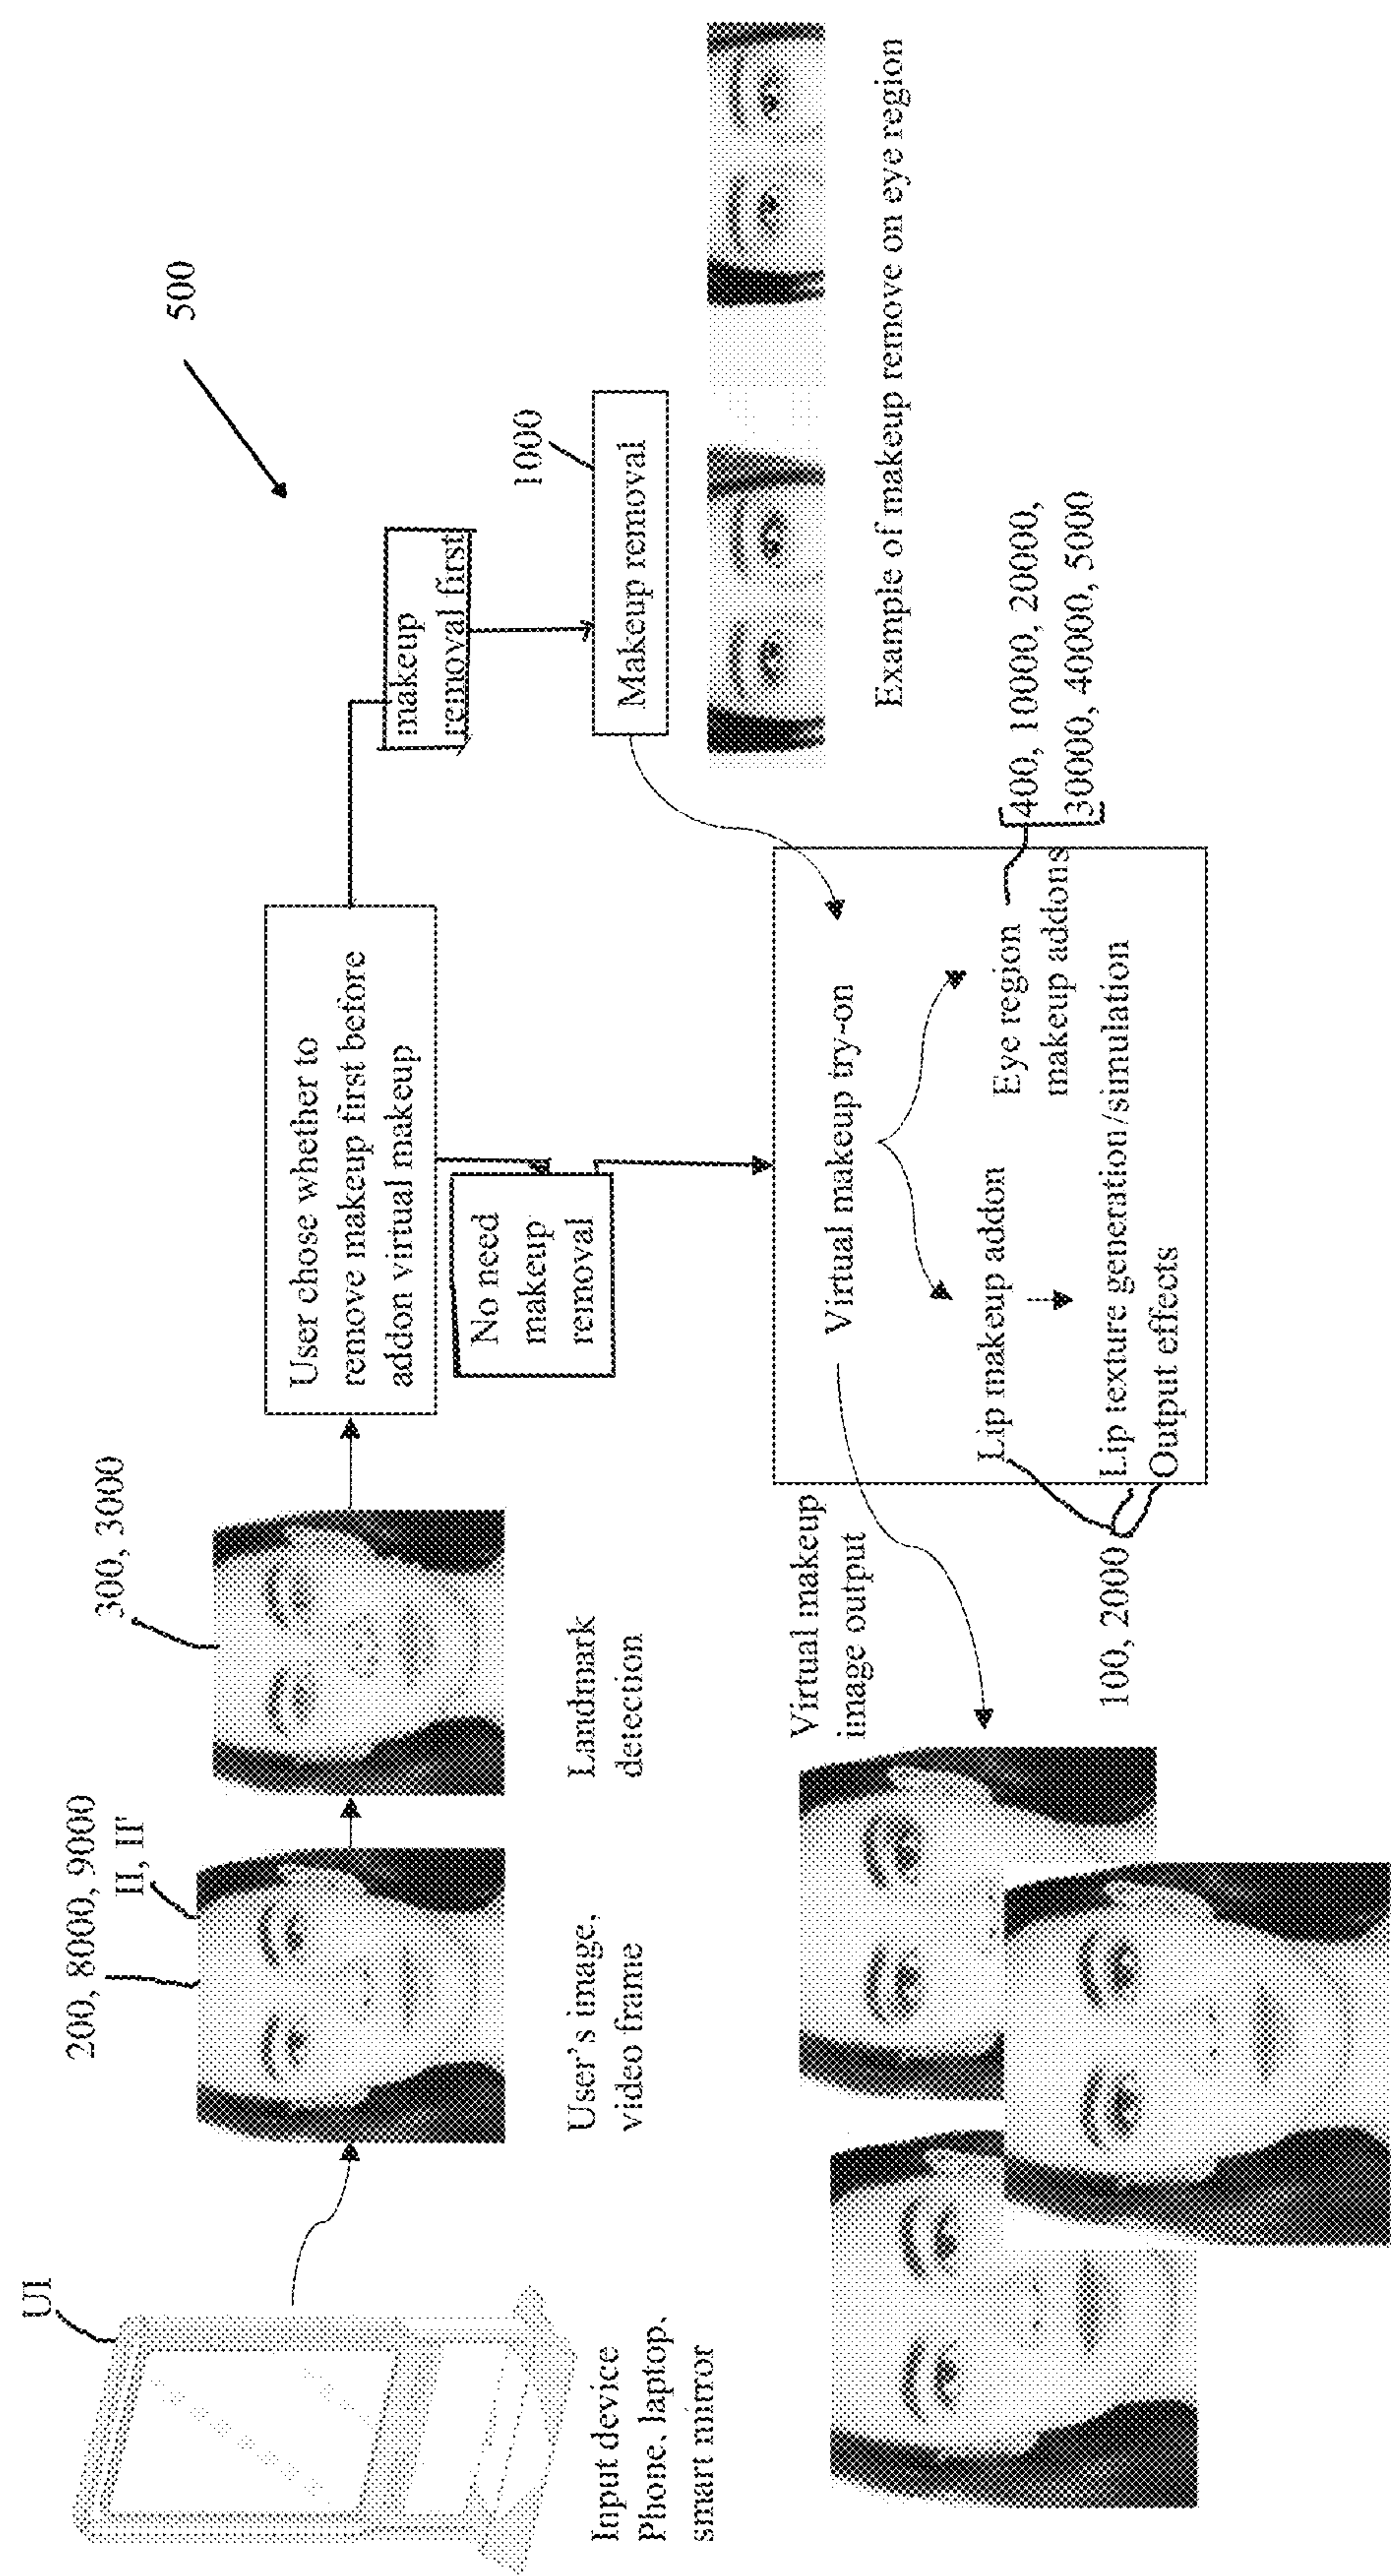 500
UI
Input device
Phone, laptop,
smart mirror
200, 8000, 9000
II, II'
User's image,
video frame
300, 3000
Landmark
detection
User chose whether to
remove makeup first before
addon virtual makeup
makeup
removal first
1000
Makeup removal
Example of makeup remove on eye region
No need
makeup
removal
Virtual makeup try-on
Lip makeup addon
Eye region
makeup addons
400, 10000, 20000,
30000, 40000, 5000
Lip texture generation/simulation
Output effects
100, 2000
Virtual makeup
image output